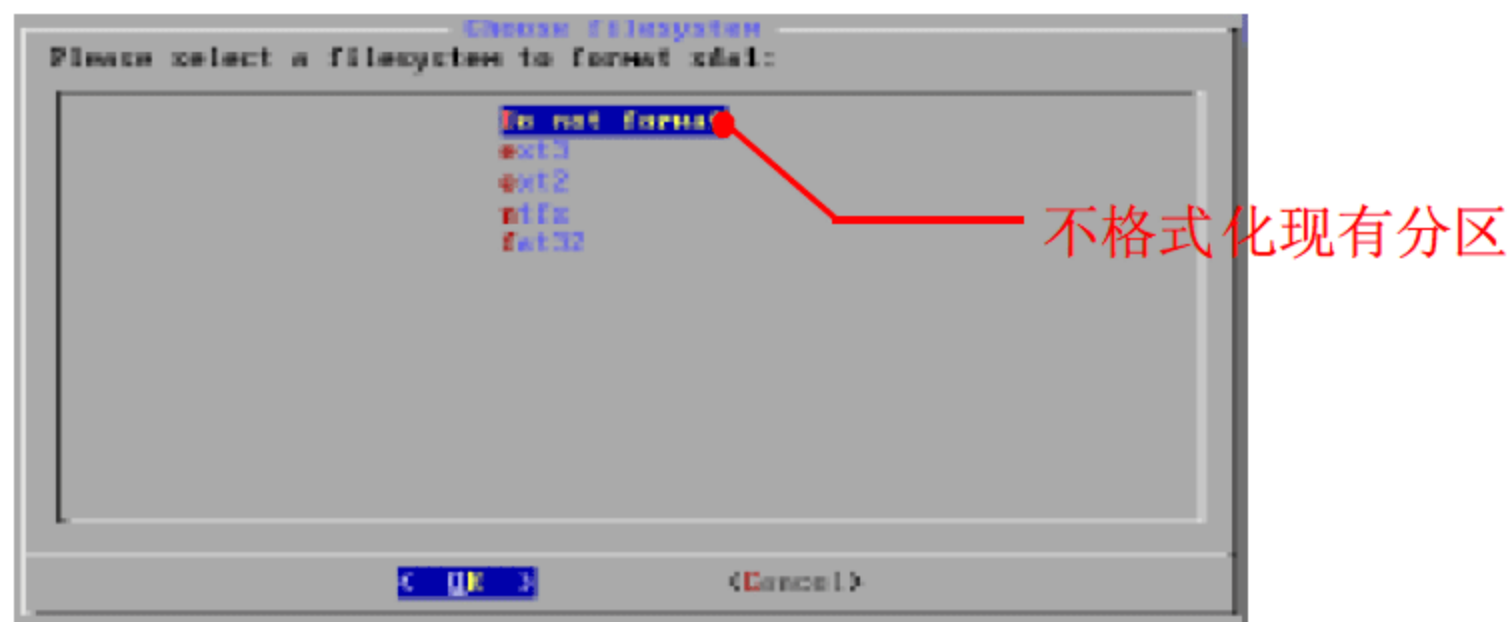 Choose filesystem
Please select a filesystem to format sda1:
Do not format
ext3
ext2
ntfs
fat32
不格式化现有分区
< OK > <Cancel>